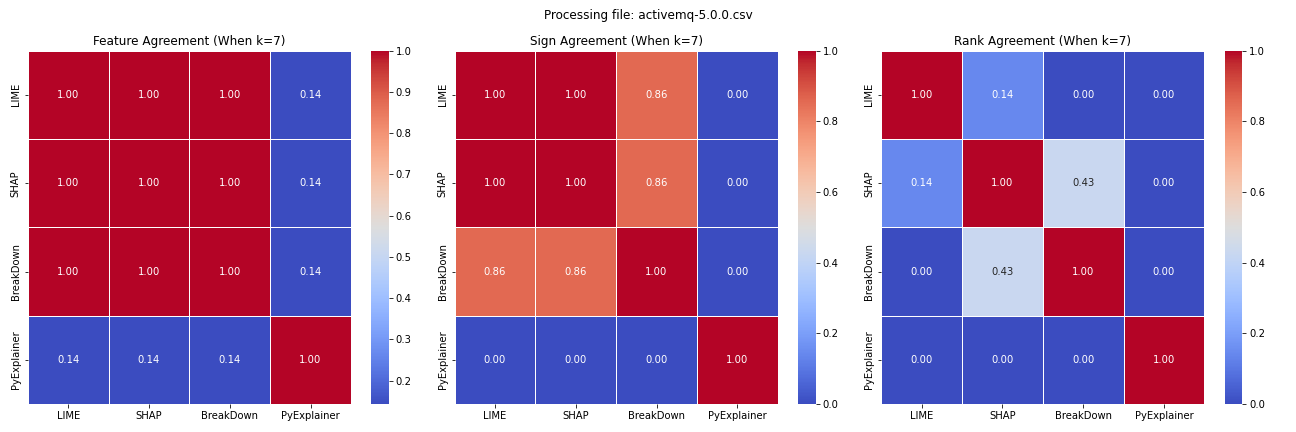 Processing file: activemq-5.0.0.csv
Feature Agreement (When k=7)
LIME 1.00 1.00 1.00 0.14
SHAP 1.00 1.00 1.00 0.14
BreakDown 1.00 1.00 1.00 0.14
PyExplainer 0.14 0.14 0.14 1.00
LIME SHAP BreakDown PyExplainer
1.0
0.9
0.8
0.7
0.6
0.5
0.4
0.3
0.2
Sign Agreement (When k=7)
LIME 1.00 1.00 0.86 0.00
SHAP 1.00 1.00 0.86 0.00
BreakDown 0.86 0.86 1.00 0.00
PyExplainer 0.00 0.00 0.00 1.00
LIME SHAP BreakDown PyExplainer
1.0
0.8
0.6
0.4
0.2
0.0
Rank Agreement (When k=7)
LIME 1.00 0.14 0.00 0.00
SHAP 0.14 1.00 0.43 0.00
BreakDown 0.00 0.43 1.00 0.00
PyExplainer 0.00 0.00 0.00 1.00
LIME SHAP BreakDown PyExplainer
1.0
0.8
0.6
0.4
0.2
0.0